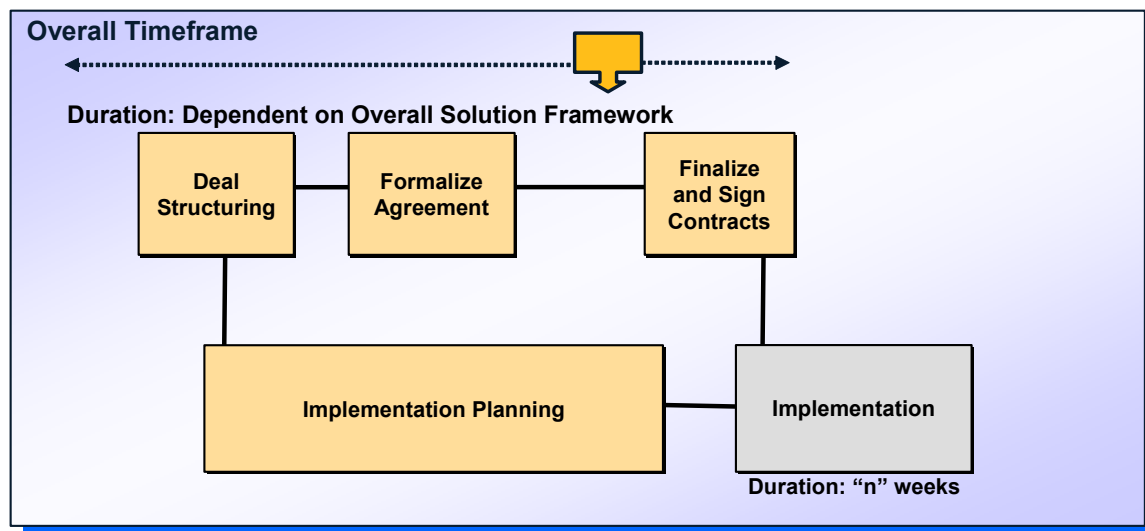 Overall Timeframe
Duration: Dependent on Overall Solution Framework
Deal
Structuring
Formalize
Agreement
Finalize
and Sign
Contracts
Implementation Planning
Implementation
Duration: “n” weeks